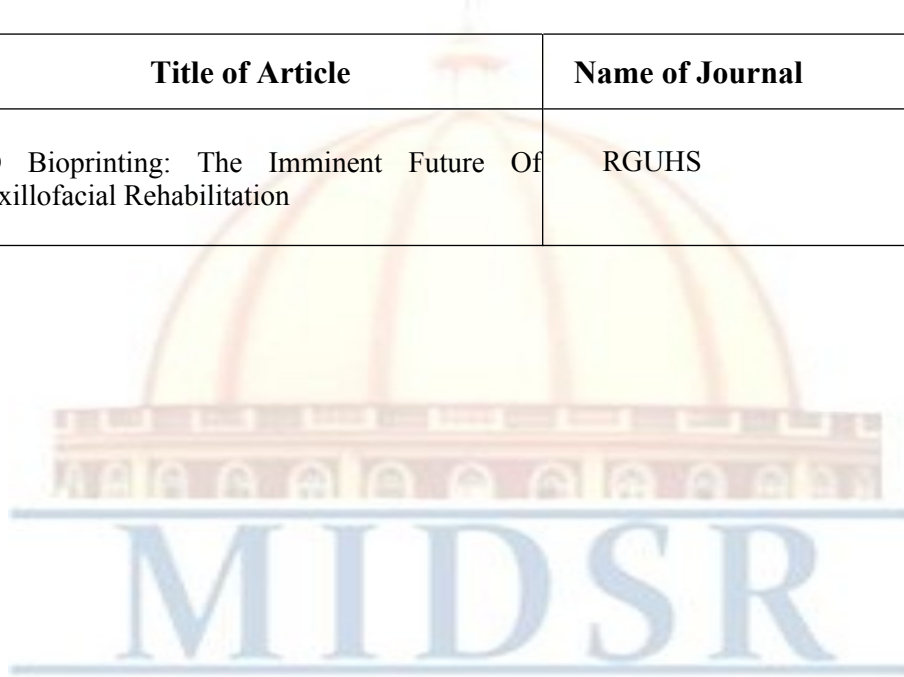 Title of Article Name of Journal
Bioprinting: The Imminent Future Of RGUHS
xillofacial Rehabilitation
MIDSR